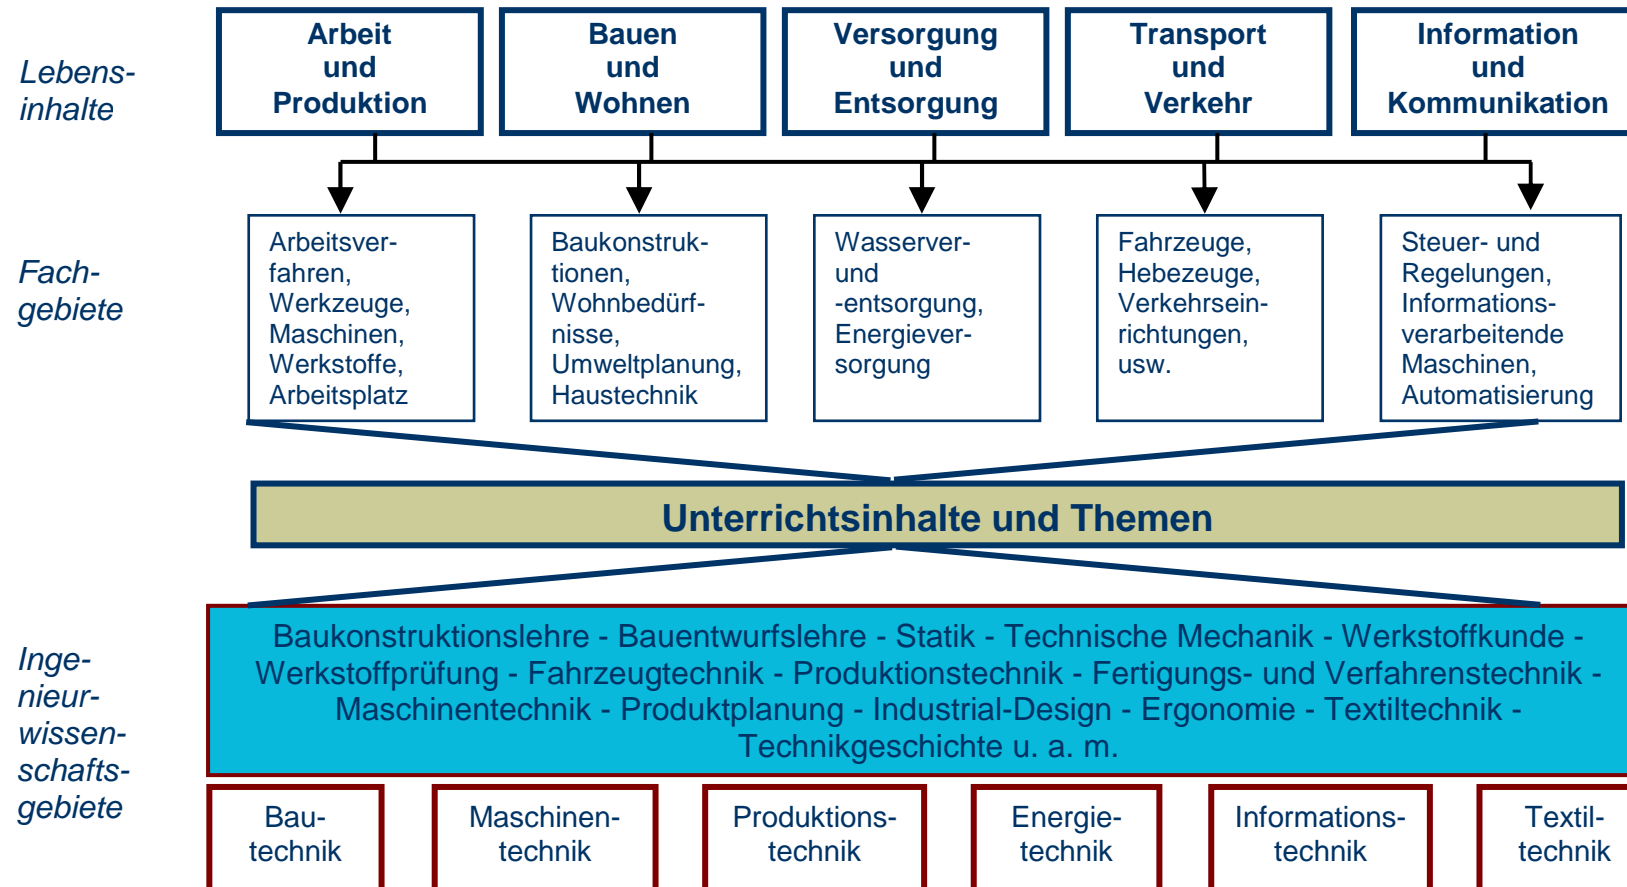 Lebens-
inhalte
Arbeit
und
Produktion
Bauen
und
Wohnen
Versorgung
und
Entsorgung
Transport
und
Verkehr
Information
und
Kommunikation
Fach-
gebiete
Arbeitsver-
fahren,
Werkzeuge,
Maschinen,
Werkstoffe,
Arbeitsplatz
Baukonstruk-
tionen,
Wohnbedürf-
nisse,
Umweltplanung,
Haustechnik
Wasserver-
und
-entsorgung,
Energiever-
sorgung
Fahrzeuge,
Hebezeuge,
Verkehrsein-
richtungen,
usw.
Steuer- und
Regelungen,
Informations-
verarbeitende
Maschinen,
Automatisierung
Unterrichtsinhalte und Themen
Inge-
nieur-
wissen-
schafts-
gebiete
Baukonstruktionslehre - Bauentwurfslehre - Statik - Technische Mechanik - Werkstoffkunde -
Werkstoffprüfung - Fahrzeugtechnik - Produktionstechnik - Fertigungs- und Verfahrenstechnik -
Maschinentechnik - Produktplanung - Industrial-Design - Ergonomie - Textiltechnik -
Technikgeschichte u. a. m.
Bau-
technik
Maschinen-
technik
Produktions-
technik
Energie-
technik
Informations-
technik
Textil-
technik